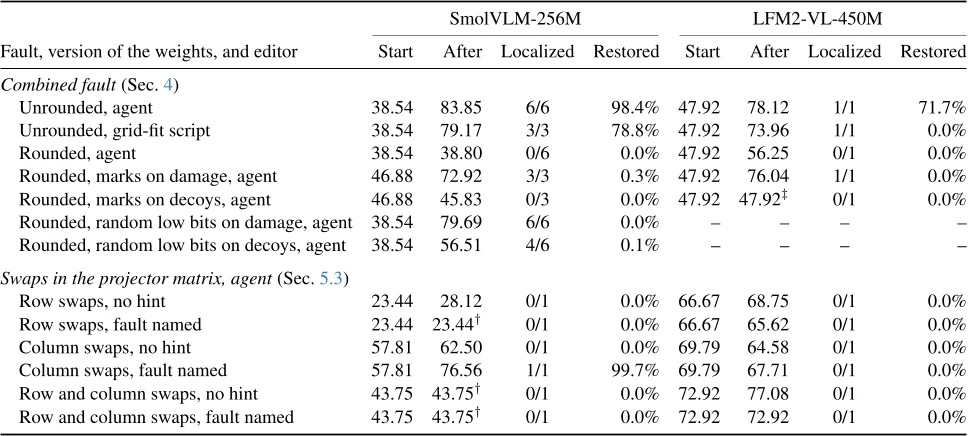 SmolVLM-256M LFM2-VL-450M
Fault, version of the weights, and editor Start After Localized Restored Start After Localized Restored
Combined fault (Sec. 4)
Unrounded, agent 38.54 83.85 6/6 98.4% 47.92 78.12 1/1 71.7%
Unrounded, grid-fit script 38.54 79.17 3/3 78.8% 47.92 73.96 1/1 0.0%
Rounded, agent 38.54 38.80 0/6 0.0% 47.92 56.25 0/1 0.0%
Rounded, marks on damage, agent 46.88 72.92 3/3 0.3% 47.92 76.04 1/1 0.0%
Rounded, marks on decoys, agent 46.88 45.83 0/3 0.0% 47.92 47.92‡ 0/1 0.0%
Rounded, random low bits on damage, agent 38.54 79.69 6/6 0.0% – – – –
Rounded, random low bits on decoys, agent 38.54 56.51 4/6 0.1% – – – –
Swaps in the projector matrix, agent (Sec. 5.3)
Row swaps, no hint 23.44 28.12 0/1 0.0% 66.67 68.75 0/1 0.0%
Row swaps, fault named 23.44 23.44† 0/1 0.0% 66.67 65.62 0/1 0.0%
Column swaps, no hint 57.81 62.50 0/1 0.0% 69.79 64.58 0/1 0.0%
Column swaps, fault named 57.81 76.56 1/1 99.7% 69.79 67.71 0/1 0.0%
Row and column swaps, no hint 43.75 43.75† 0/1 0.0% 72.92 77.08 0/1 0.0%
Row and column swaps, fault named 43.75 43.75† 0/1 0.0% 72.92 72.92 0/1 0.0%